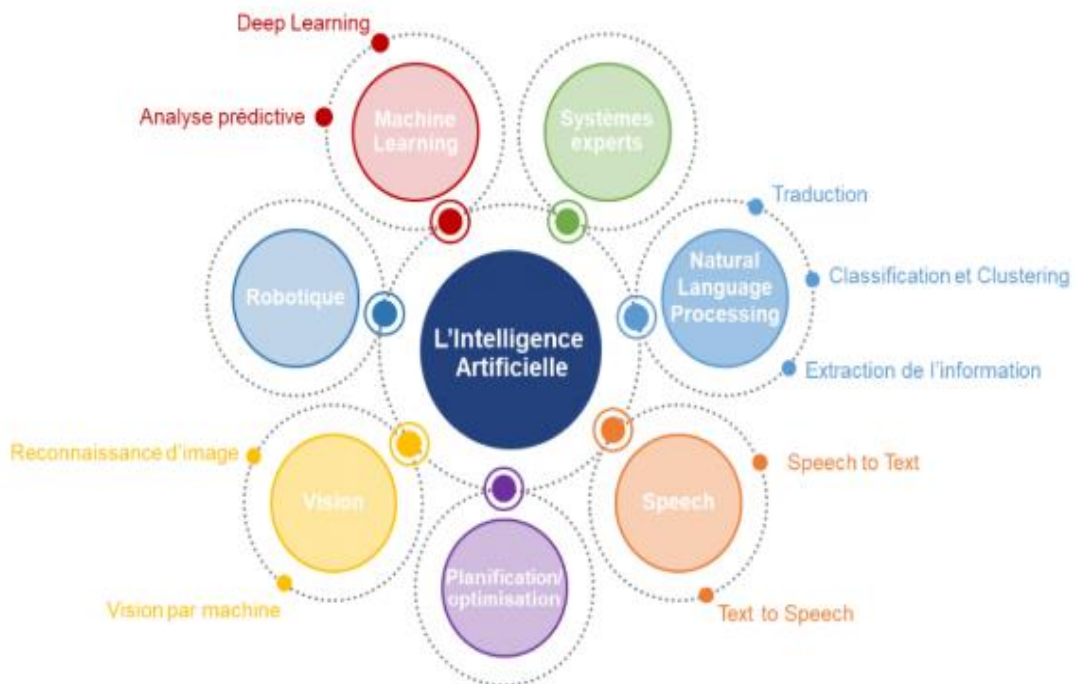 Deep Learning
Analyse prédictive
Machine
Learning
Systèmes
experts
Traduction
Natural
Language
Processing
Classification et Clustering
Extraction de l'information
Robotique
L'Intelligence
Artificielle
Reconnaissance d'image
Vision
Vision par machine
Speech to Text
Speech
Text to Speech
Planification/
optimisation